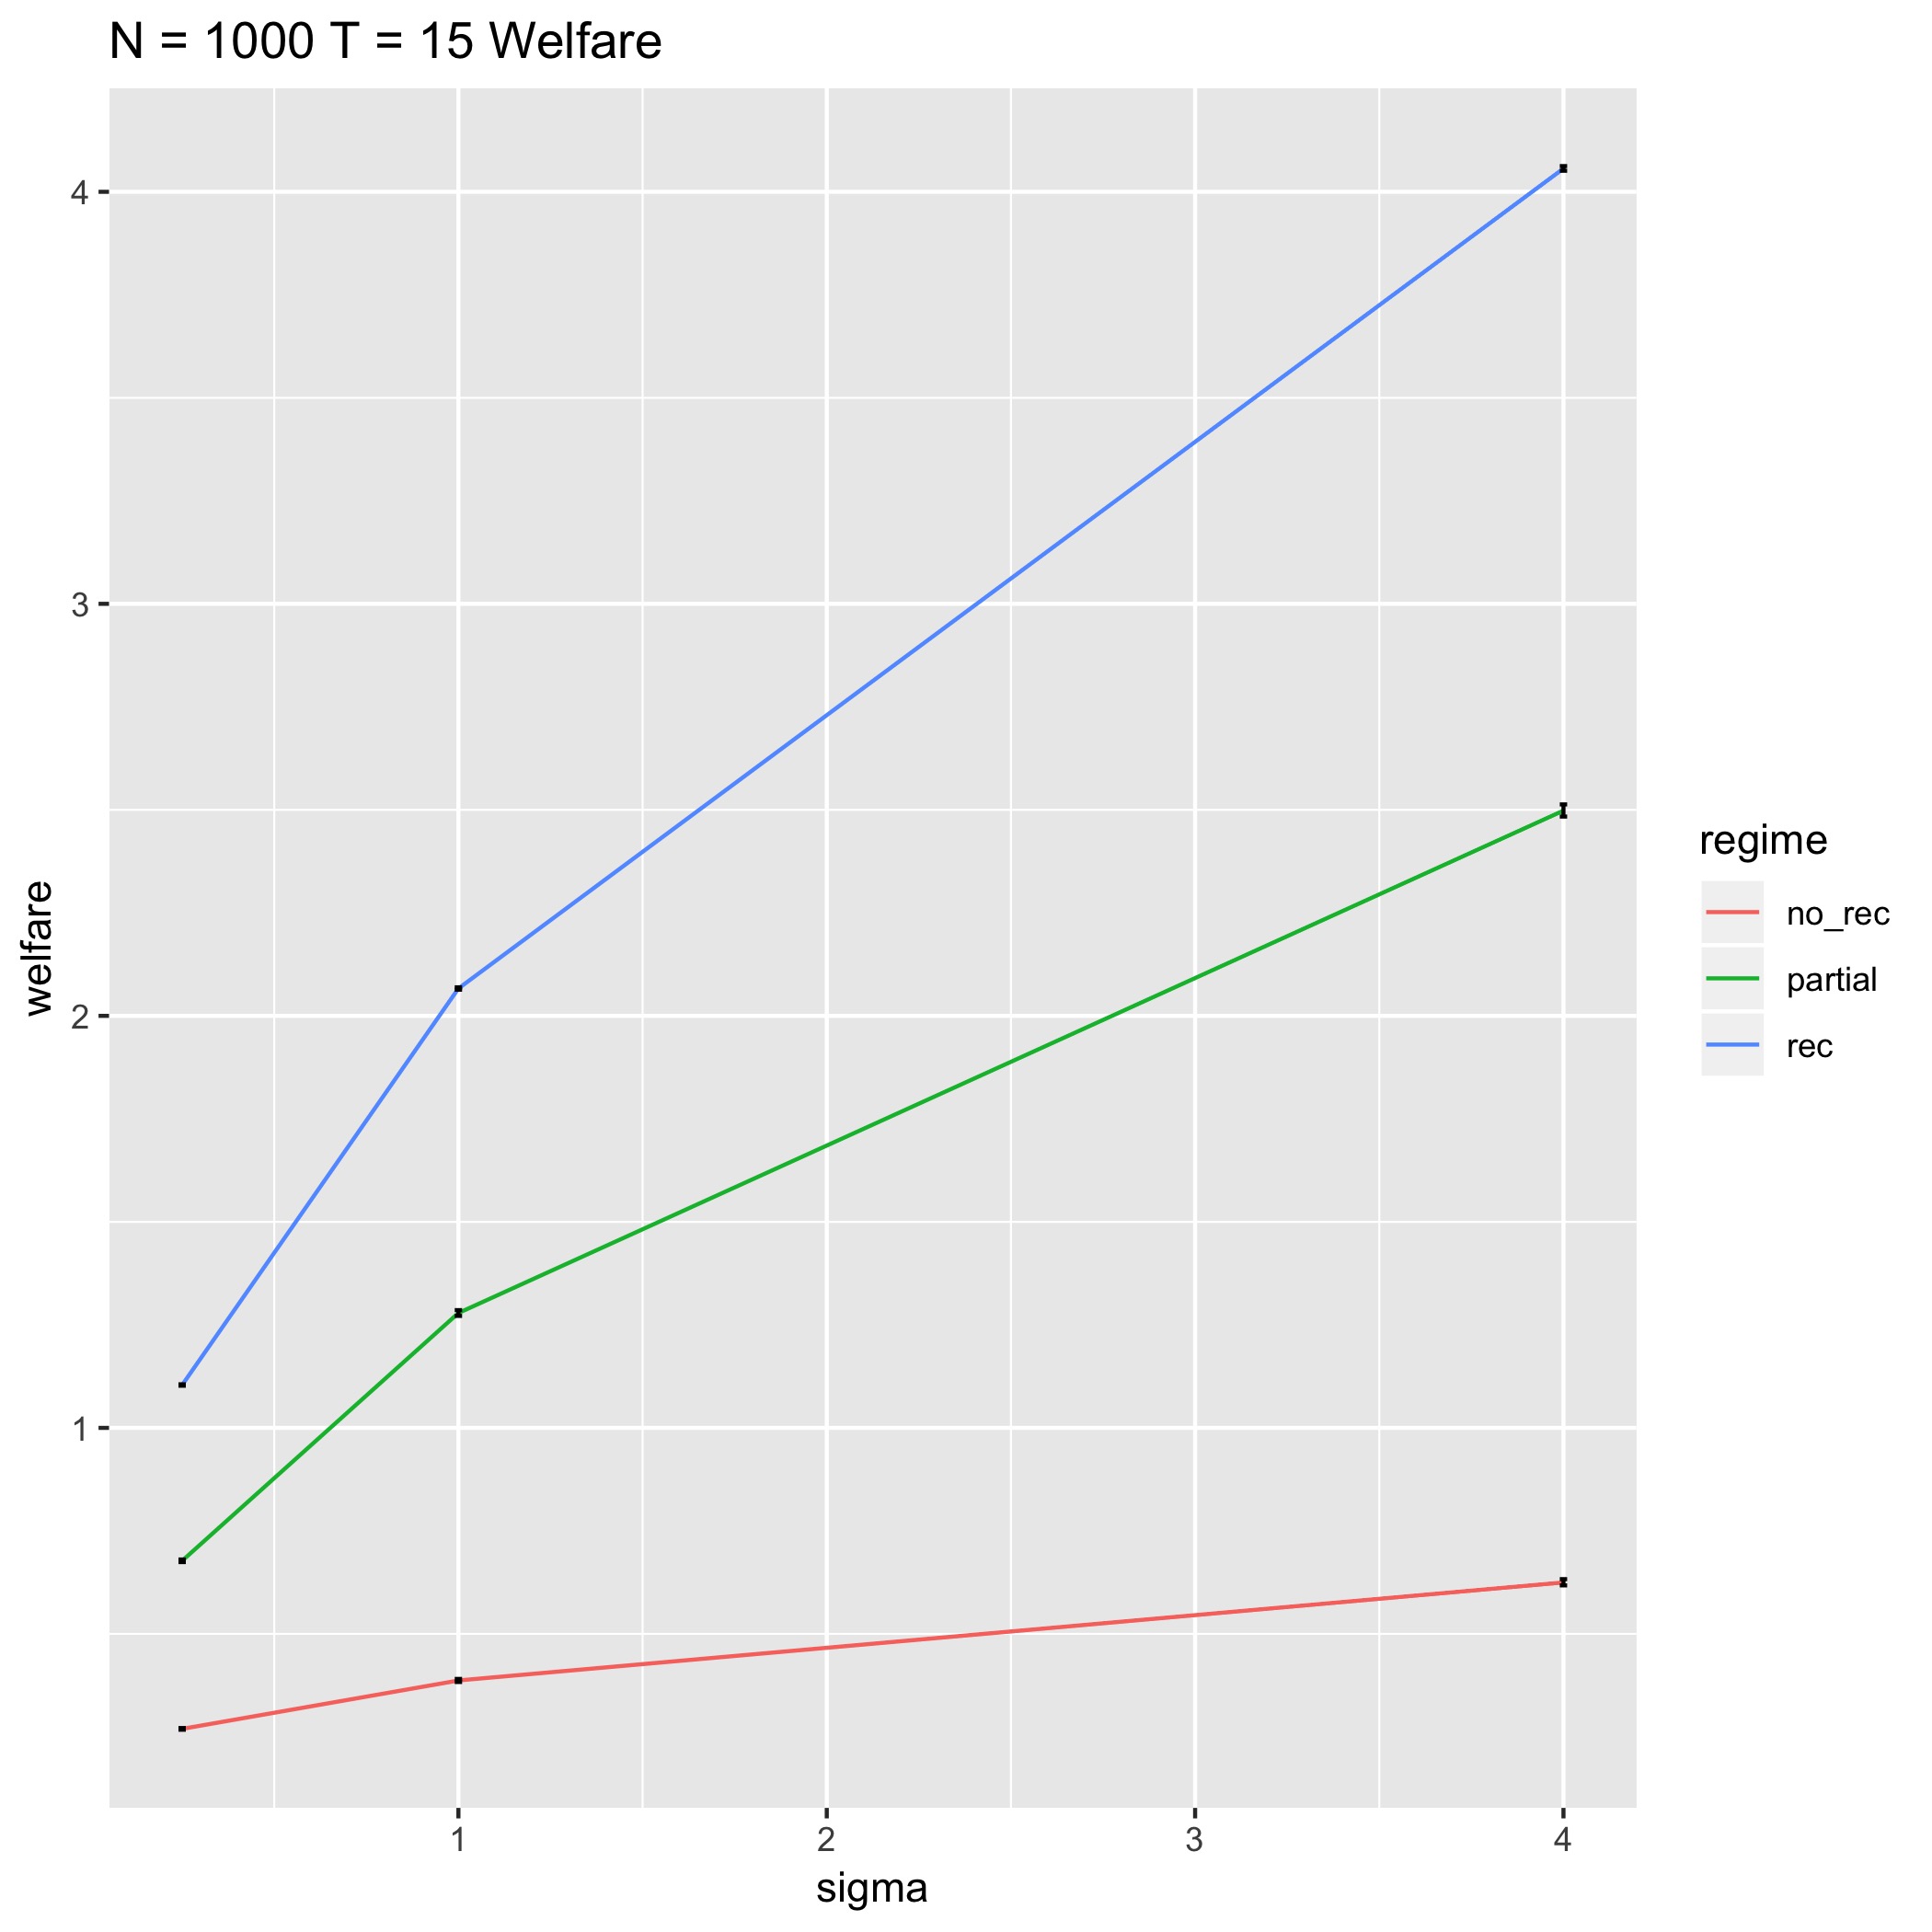 N = 1000 T = 15 Welfare
welfare
4
3
2
1
1 2 3 4
sigma
regime
no_rec
partial
rec